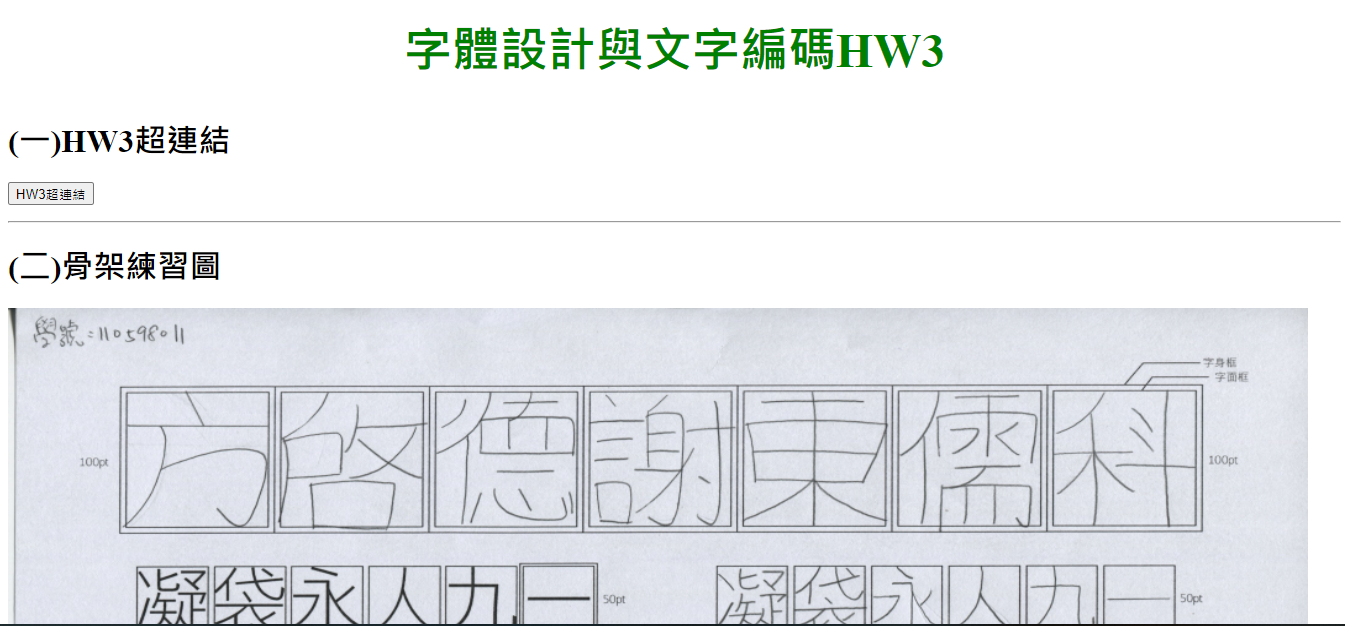 字體設計與文字編碼HW3
(一)HW3超連結
HW3超連結
(二)骨架練習圖
學號:110598011
字身框
字面框
100pt 方啓德謝東儒科 100pt
凝袋永人九一 50pt 凝袋永人九一 50pt